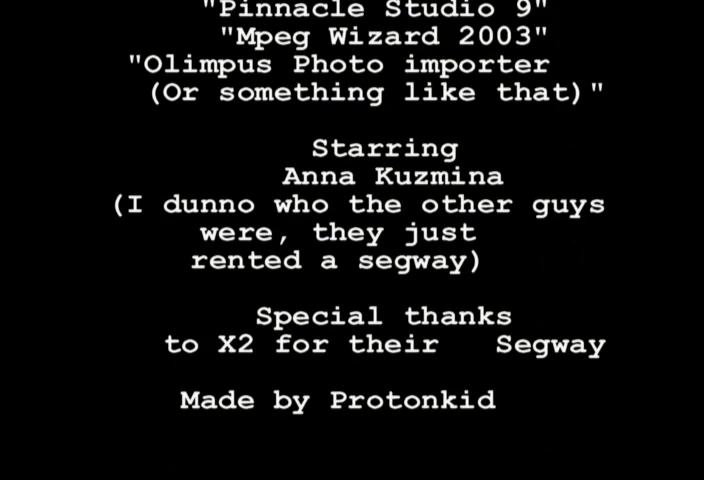 "Pinnacle Studio 9"
"Mpeg Wizard 2003"
"Olimpus Photo importer
(Or something like that)"
Starring
Anna Kuzmina
(I dunno who the other guys
were, they just
rented a segway)
Special thanks
to X2 for their Segway
Made by Protonkid